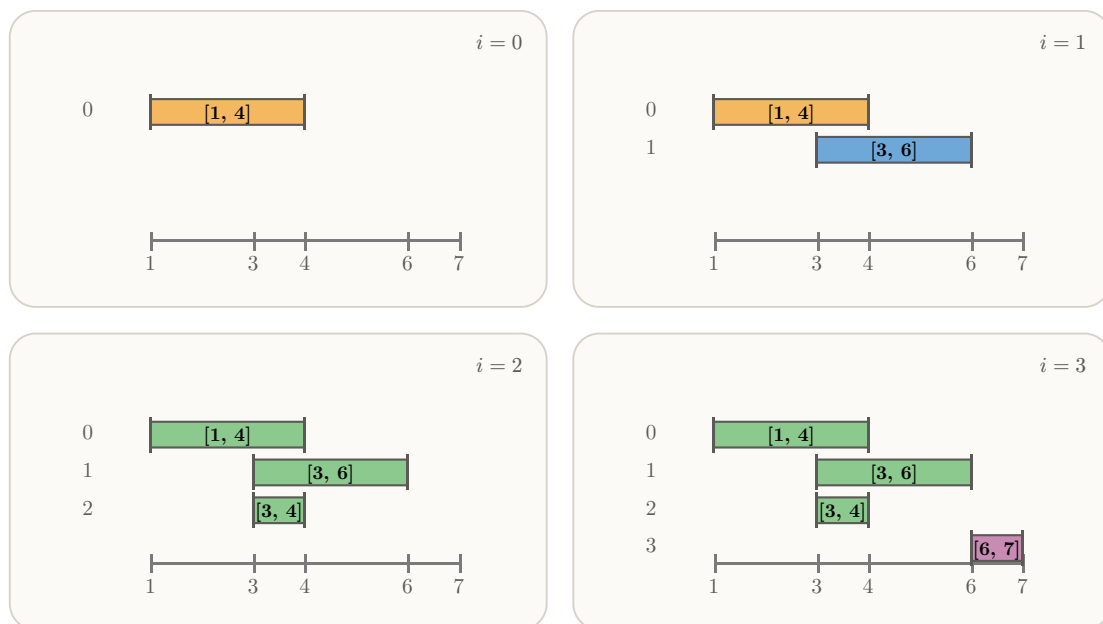 i = 0
0 [1, 4]
1 3 4 6 7
i = 1
0 [1, 4]
1 [3, 6]
1 3 4 6 7
i = 2
0 [1, 4]
1 [3, 6]
2 [3, 4]
1 3 4 6 7
i = 3
0 [1, 4]
1 [3, 6]
2 [3, 4]
3 [6, 7]
1 3 4 6 7